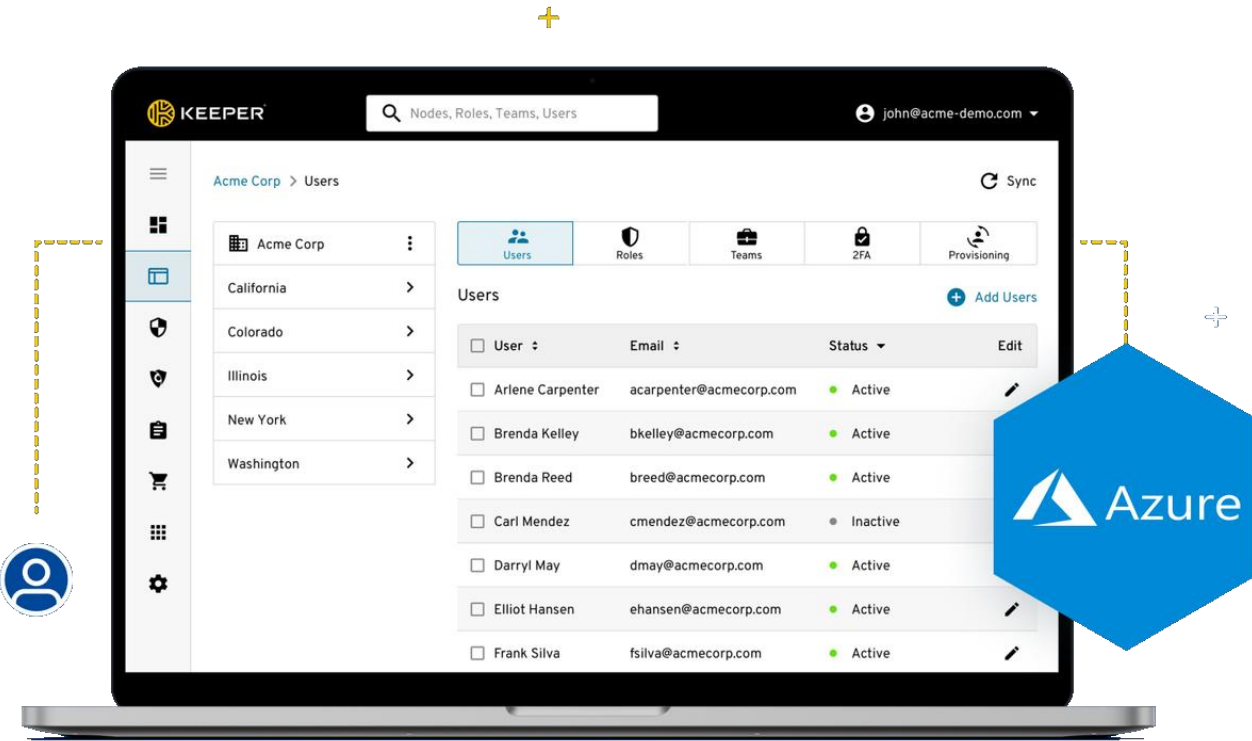 KEEPER
Nodes, Roles, Teams, Users
john@acme-demo.com
Acme Corp > Users
Sync
Acme Corp
California
Colorado
Illinois
New York
Washington
Users Roles Teams 2FA Provisioning
Users
Add Users
User Email Status Edit
Arlene Carpenter acarpenter@acmecorp.com Active
Brenda Kelley bkelley@acmecorp.com Active
Brenda Reed breed@acmecorp.com Active
Carl Mendez cmendez@acmecorp.com Inactive
Darryl May dmay@acmecorp.com Active
Elliot Hansen ehansen@acmecorp.com Active
Frank Silva fsilva@acmecorp.com Active
Azure